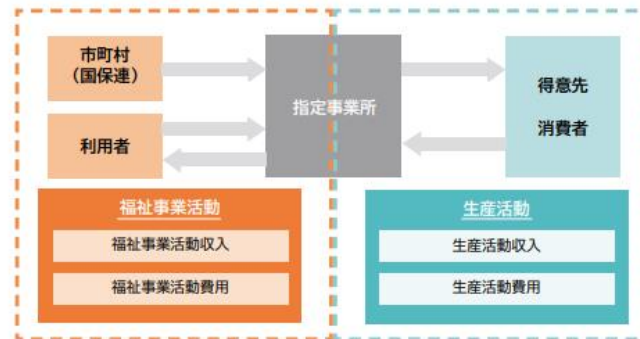 市町村
（国保連）
利用者
指定事業所
得意先
消費者
福祉事業活動
福祉事業活動収入
福祉事業活動費用
生産活動
生産活動収入
生産活動費用